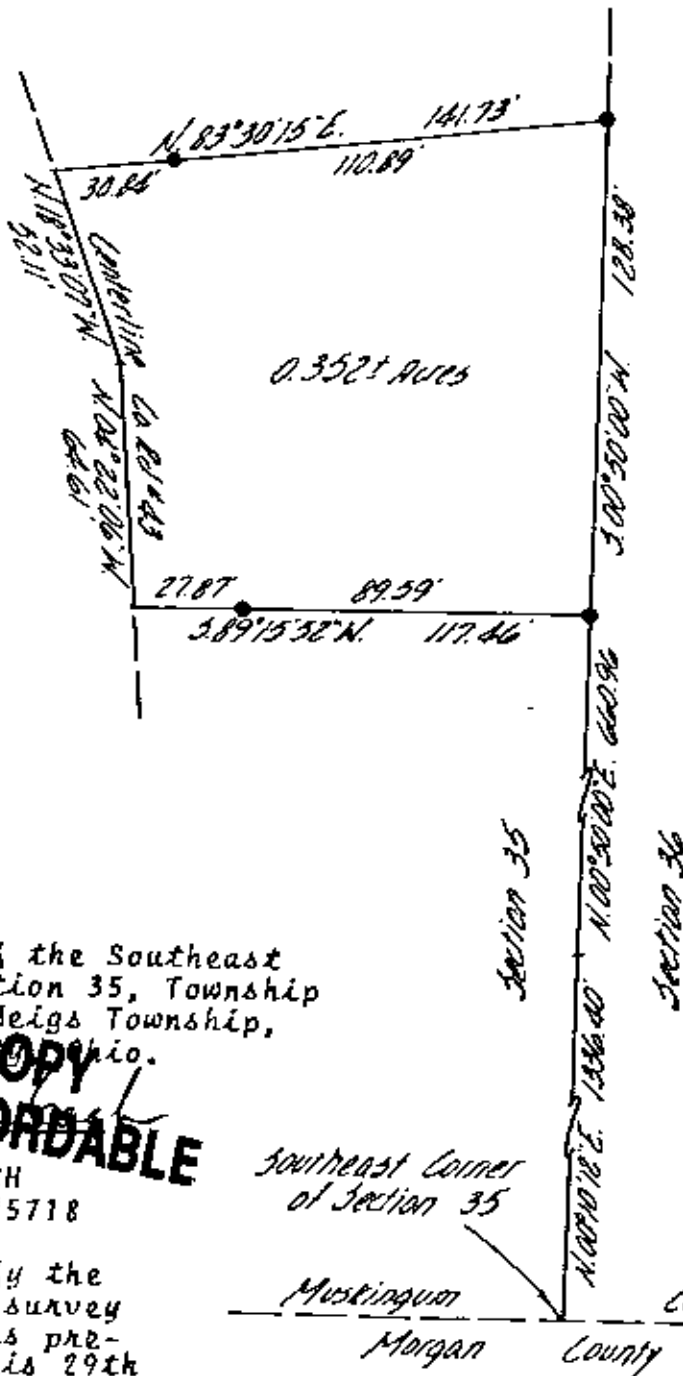 N. 83°30'15" E. 141.73'
30.84' 110.89'
N. 18°33'07" W.
52.11'
Centerline Co. Rd. # 43
N. 04°22'06" W.
64.61'
0.352± Acres
128.38'
S. 00°50'00" W.
27.87 89.59'
S. 89°15'52" W. 117.46'
N. 00°50'00" E. 660.96
Section 35
Section 36
N. 00°10'18" E. 1336.40'
the Southeast
tion 35, Township
Meigs Township,
Ohio.
COPY
ORDABLE
TH
5718
y the
survey
s pre-
is 29th
Southeast Corner
of Section 35
Muskingum
Morgan County